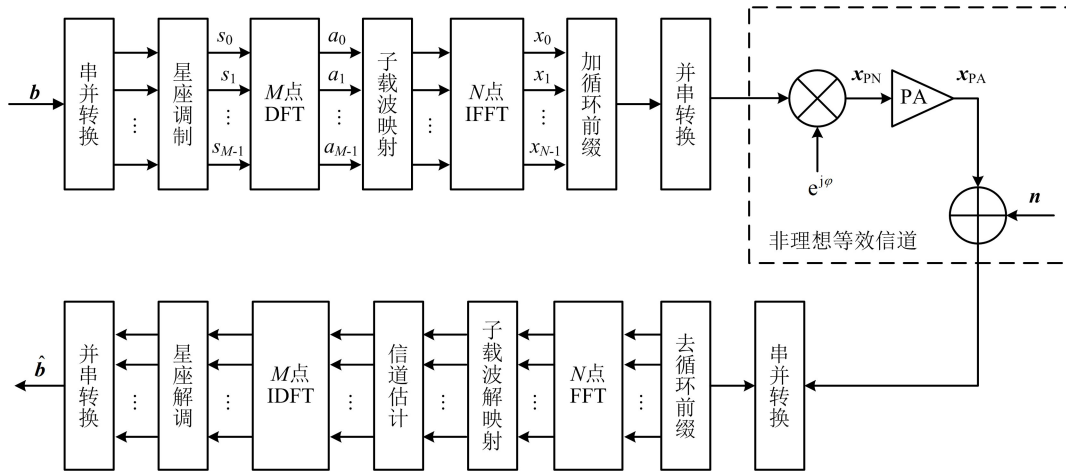 b
串并转换
⋮
星座调制
s0
s1
⋮
sM-1
M点
DFT
a0
a1
⋮
aM-1
子载波映射
⋮
N点
IFFT
x0
x1
⋮
xN-1
加循环前缀
并串转换
ejφ
xPN
PA
xPA
n
非理想等效信道
b̂
并串转换
⋮
星座解调
⋮
M点
IDFT
⋮
信道估计
⋮
子载波解映射
⋮
N点
FFT
⋮
去循环前缀
串并转换